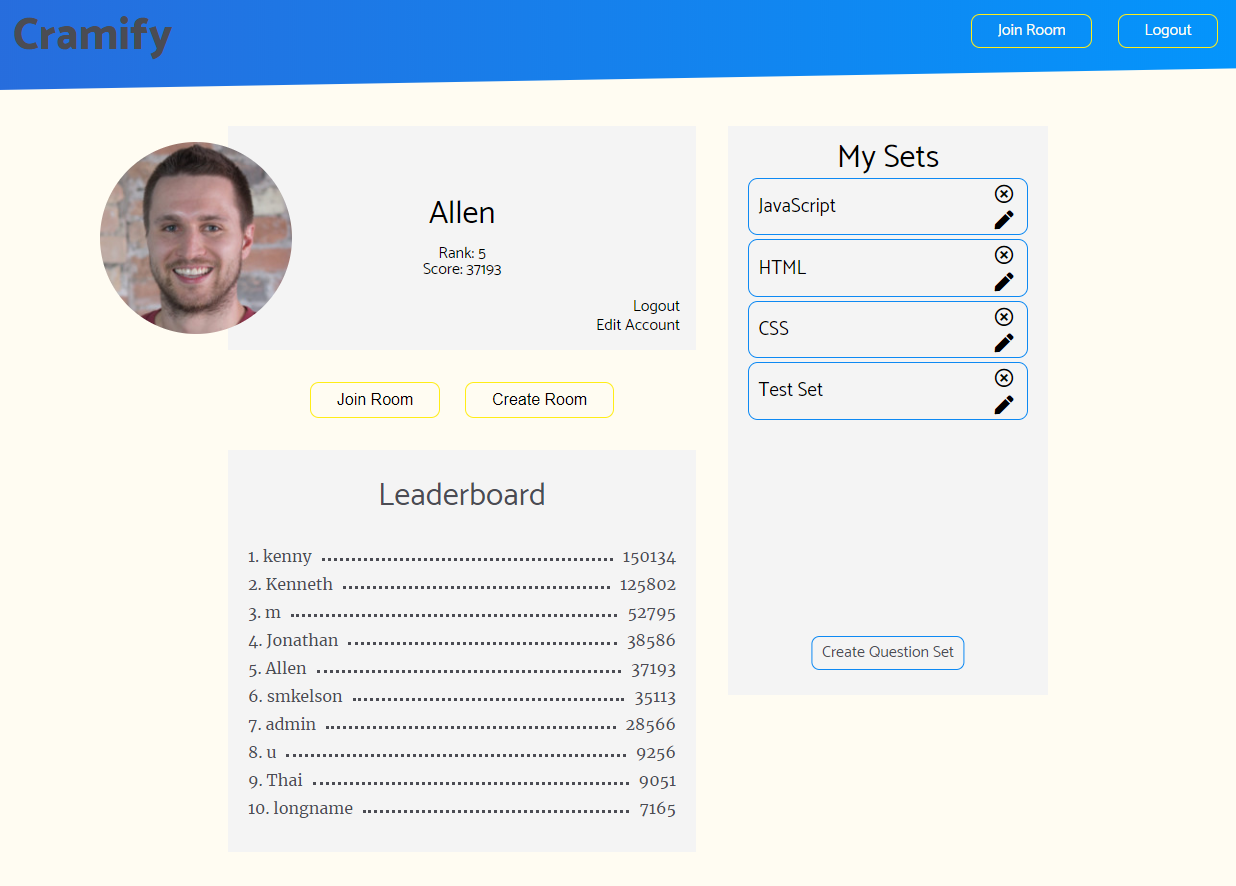 Cramify
Join Room
Logout
Allen
Rank: 5
Score: 37193
Logout
Edit Account
Join Room
Create Room
Leaderboard
1. kenny 150134
2. Kenneth 125802
3. m 52795
4. Jonathan 38586
5. Allen 37193
6. smkelson 35113
7. admin 28566
8. u 9256
9. Thai 9051
10. longname 7165
My Sets
JavaScript
HTML
CSS
Test Set
Create Question Set